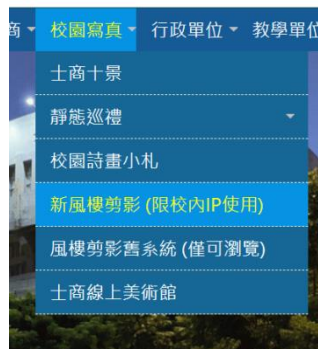 商 校園寫真 行政單位 教學單位
士商十景
靜態巡禮
校園詩畫小札
新風樓剪影 (限校內IP使用)
風樓剪影舊系統 (僅可瀏覽)
士商線上美術館